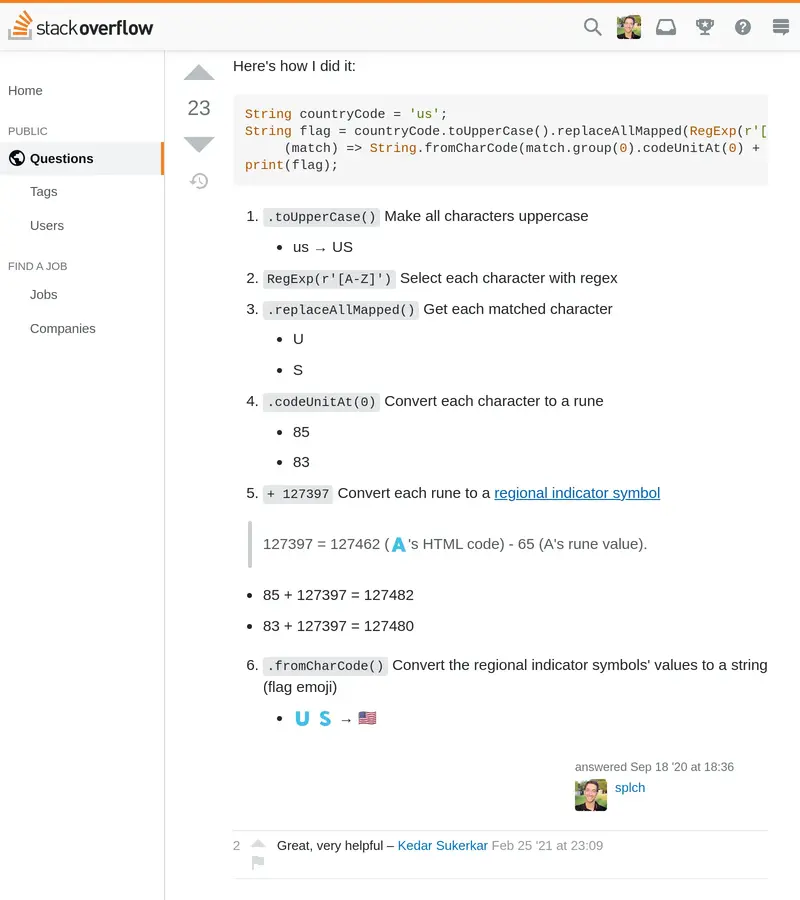 stackoverflow
Home
PUBLIC
Questions
Tags
Users
FIND A JOB
Jobs
Companies
23
Here's how I did it:
String countryCode = 'us';
String flag = countryCode.toUpperCase().replaceAllMapped(RegExp(r'[
(match) => String.fromCharCode(match.group(0).codeUnitAt(0) +
print(flag);
1. .toUpperCase() Make all characters uppercase
• us → US
2. RegExp(r'[A-Z]') Select each character with regex
3. .replaceAllMapped() Get each matched character
• U
• S
4. .codeUnitAt(0) Convert each character to a rune
• 85
• 83
5. + 127397 Convert each rune to a regional indicator symbol
127397 = 127462 (🇦's HTML code) - 65 (A's rune value).
• 85 + 127397 = 127482
• 83 + 127397 = 127480
6. .fromCharCode() Convert the regional indicator symbols' values to a string
(flag emoji)
• 🇺 🇸 → 🇺🇸
answered Sep 18 '20 at 18:36
splch
2 Great, very helpful – Kedar Sukerkar Feb 25 '21 at 23:09